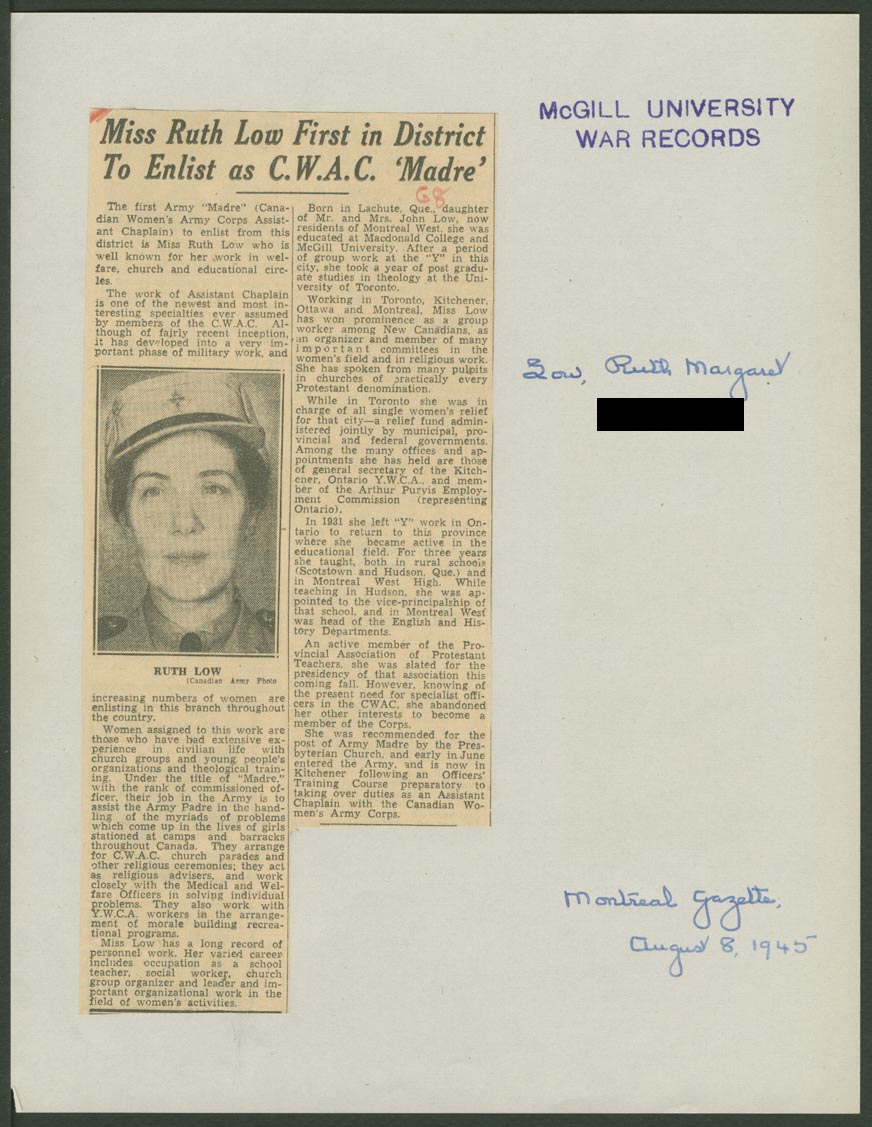 McGILL UNIVERSITY
WAR RECORDS
Miss Ruth Low First in District
To Enlist as C.W.A.C. ‘Madre’
G8
The first Army "Madre" (Cana-
dian Women's Army Corps Assist-
ant Chaplain) to enlist from this
district is Miss Ruth Low who is
well known for her work in wel-
fare, church and educational circ-
les.
The work of Assistant Chaplain
is one of the newest and most in-
teresting specialties ever assumed
by members of the C.W.A.C. Al-
though of fairly recent inception,
it has developed into a very im-
portant phase of military work, and
RUTH LOW
(Canadian Army Photo
increasing numbers of women are
enlisting in this branch throughout
the country.
Women assigned to this work are
those who have had extensive ex-
perience in civilian life with
church groups and young people's
organizations and theological train-
ing. Under the title of "Madre,"
with the rank of commissioned of-
ficer, their job in the Army is to
assist the Army Padre in the hand-
ling of the myriads of problems
which come up in the lives of girls
stationed at camps and barracks
throughout Canada. They arrange
for C.W.A.C. church parades and
other religious ceremonies; they act
as religious advisers, and work
closely with the Medical and Wel-
fare Officers in solving individual
problems. They also work with
Y.W.C.A. workers in the arrange-
ment of morale building recrea-
tional programs.
Miss Low has a long record of
personnel work. Her varied career
includes occupation as a school
teacher, social worker, church
group organizer and leader and im-
portant organizational work in the
field of women's activities.
Born in Lachute, Que., daughter
of Mr. and Mrs. John Low, now
residents of Montreal West, she was
educated at Macdonald College and
McGill University. After a period
of group work at the "Y" in this
city, she took a year of post gradu-
ate studies in theology at the Uni-
versity of Toronto.
Working in Toronto, Kitchener,
Ottawa and Montreal, Miss Low
has won prominence as a group
worker among New Canadians, as
an organizer and member of many
important committees in the
women's field and in religious work.
She has spoken from many pulpits
in churches of practically every
Protestant denomination.
While in Toronto she was in
charge of all single women's relief
for that city—a relief fund admin-
istered jointly by municipal, pro-
vincial and federal governments.
Among the many offices and ap-
pointments she has held are those
of general secretary of the Kitch-
ener, Ontario Y.W.C.A., and mem-
ber of the Arthur Purvis Employ-
ment Commission (representing
Ontario).
In 1931 she left "Y" work in On-
tario to return to this province
where she became active in the
educational field. For three years
she taught, both in rural schools
(Scotstown and Hudson, Que.) and
in Montreal West High. While
teaching in Hudson, she was ap-
pointed to the vice-principalship of
that school, and in Montreal West
was head of the English and His-
tory Departments.
An active member of the Pro-
vincial Association of Protestant
Teachers, she was slated for the
presidency of that association this
coming fall. However, knowing of
the present need for specialist offi-
cers in the CWAC, she abandoned
her other interests to become a
member of the Corps.
She was recommended for the
post of Army Madre by the Pres-
byterian Church, and early in June
entered the Army, and is now in
Kitchener following an Officers'
Training Course preparatory to
taking over duties as an Assistant
Chaplain with the Canadian Wo-
men's Army Corps.
Low, Ruth Margaret
Montreal Gazette,
August 8, 1945